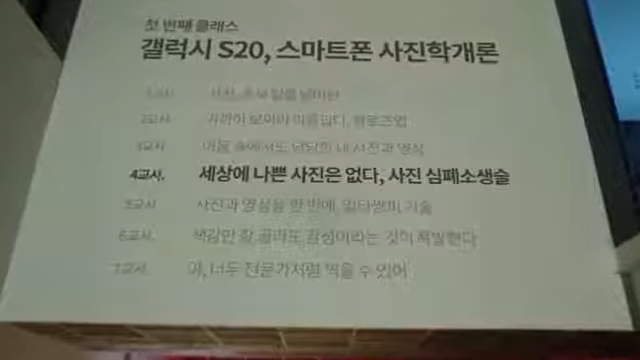 첫 번째 클래스
갤럭시 S20, 스마트폰 사진학개론
1교시.
2교시. 가까이 보아야 아름답다, 클로즈업
3교시. 어둠 속에서도 당당한 내 사진과 영상
4교시. 세상에 나쁜 사진은 없다, 사진 심폐소생술
5교시. 사진과 영상을 한 번에, 일타쌍피 기술
6교시. 색감만 잘 골라도 감성이라는 것이 폭발한다
7교시. 야, 너두 전문가처럼 찍을 수 있어